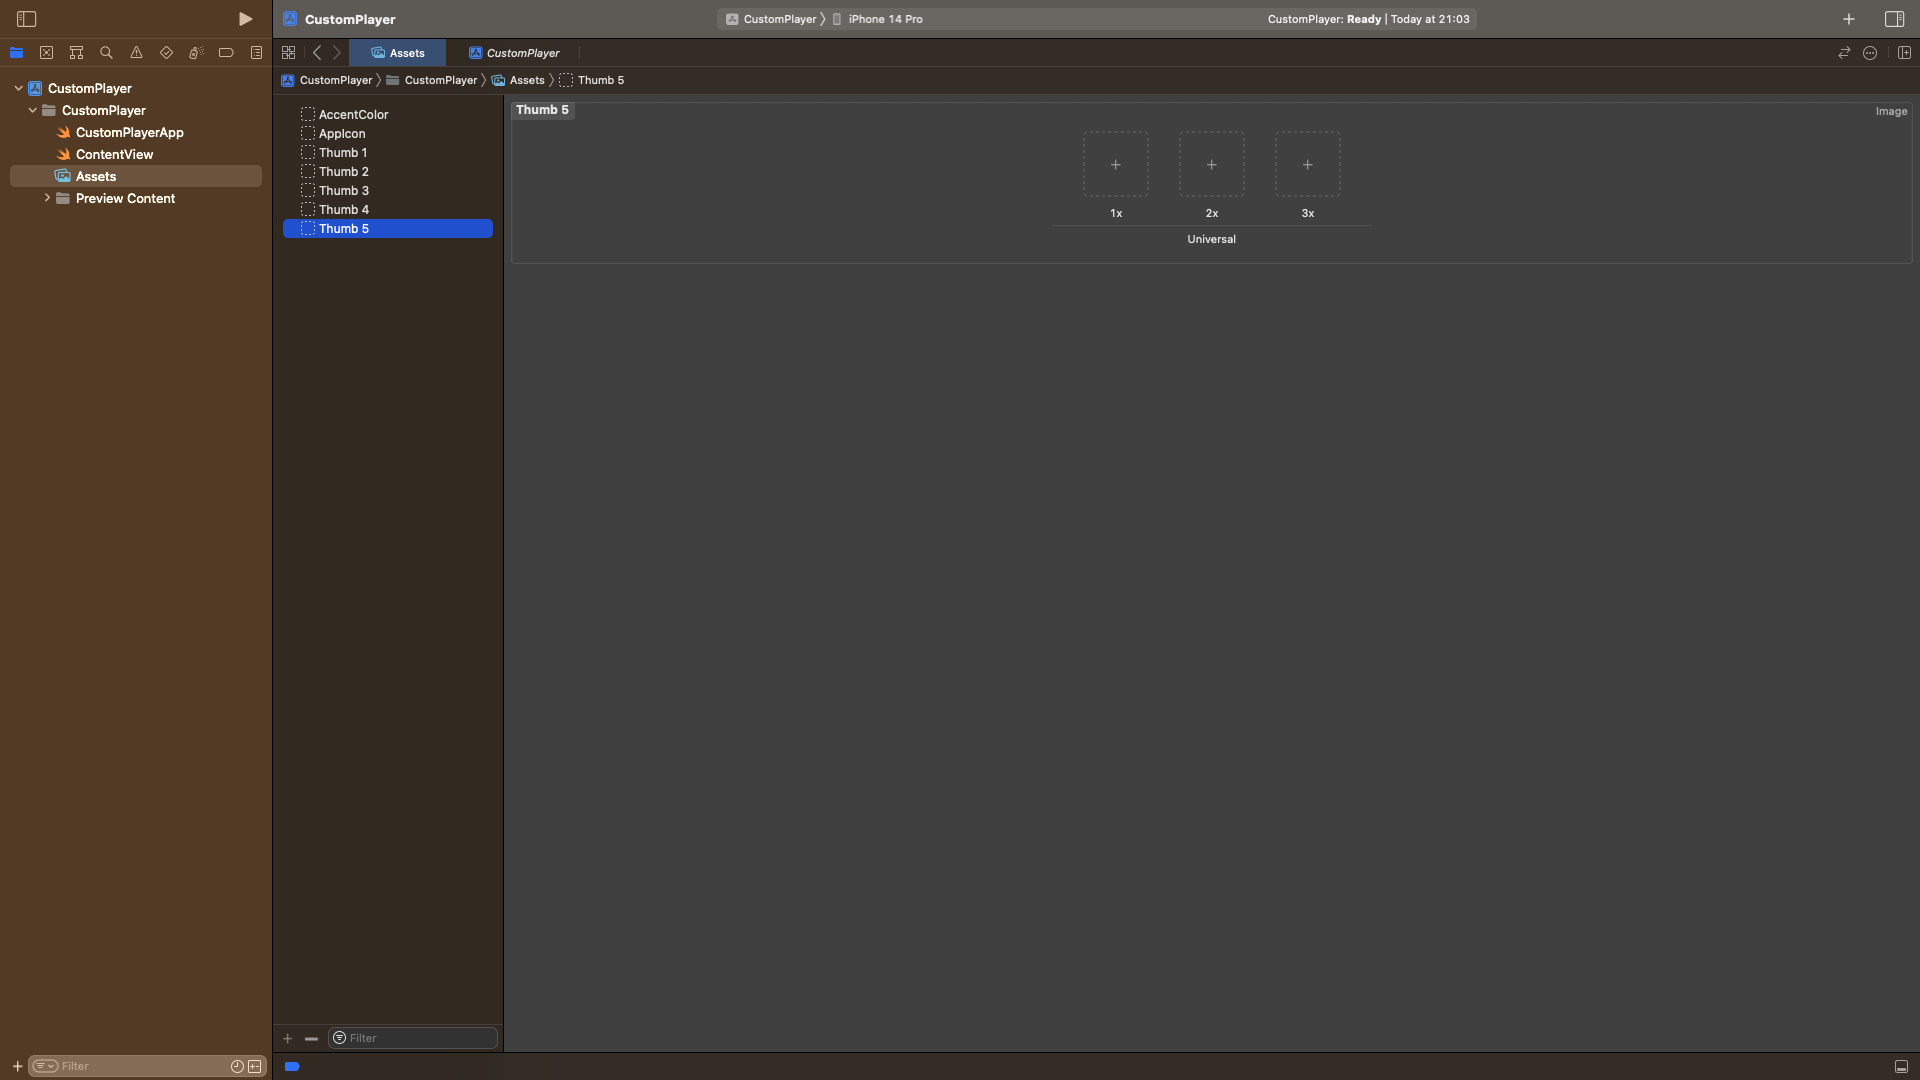 CustomPlayer
CustomPlayer
iPhone 14 Pro
CustomPlayer: Ready | Today at 21:03
Assets
CustomPlayer
CustomPlayer
CustomPlayer
Assets
Thumb 5
CustomPlayer
CustomPlayer
CustomPlayerApp
ContentView
Assets
Preview Content
AccentColor
AppIcon
Thumb 1
Thumb 2
Thumb 3
Thumb 4
Thumb 5
Thumb 5
Image
1x
2x
3x
Universal
Filter
Filter